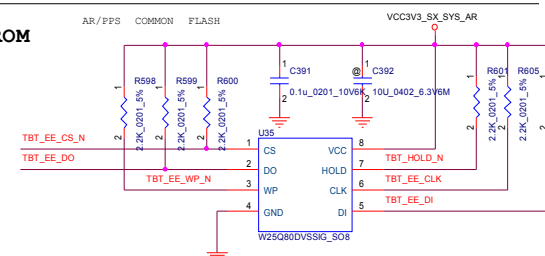 AR/PPS COMMON FLASH
VCC3V3_SX_SYS_AR
ROM
1
R598
2.2K_0201_5%
2
1
R599
2.2K_0201_5%
2
1
R600
2.2K_0201_5%
2
1
C391
0.1u_0201_10V6K
2
@
1
C392
10U_0402_6.3V6M
2
1
R601
2.2K_0201_5%
2
1
R605
2.2K_0201_5%
2
U35
TBT_EE_CS_N
1 CS VCC 8
TBT_EE_DO
2 DO HOLD 7 TBT_HOLD_N
TBT_EE_WP_N
3 WP CLK 6 TBT_EE_CLK
4 GND DI 5 TBT_EE_DI
W25Q80DVSSIG_SO8